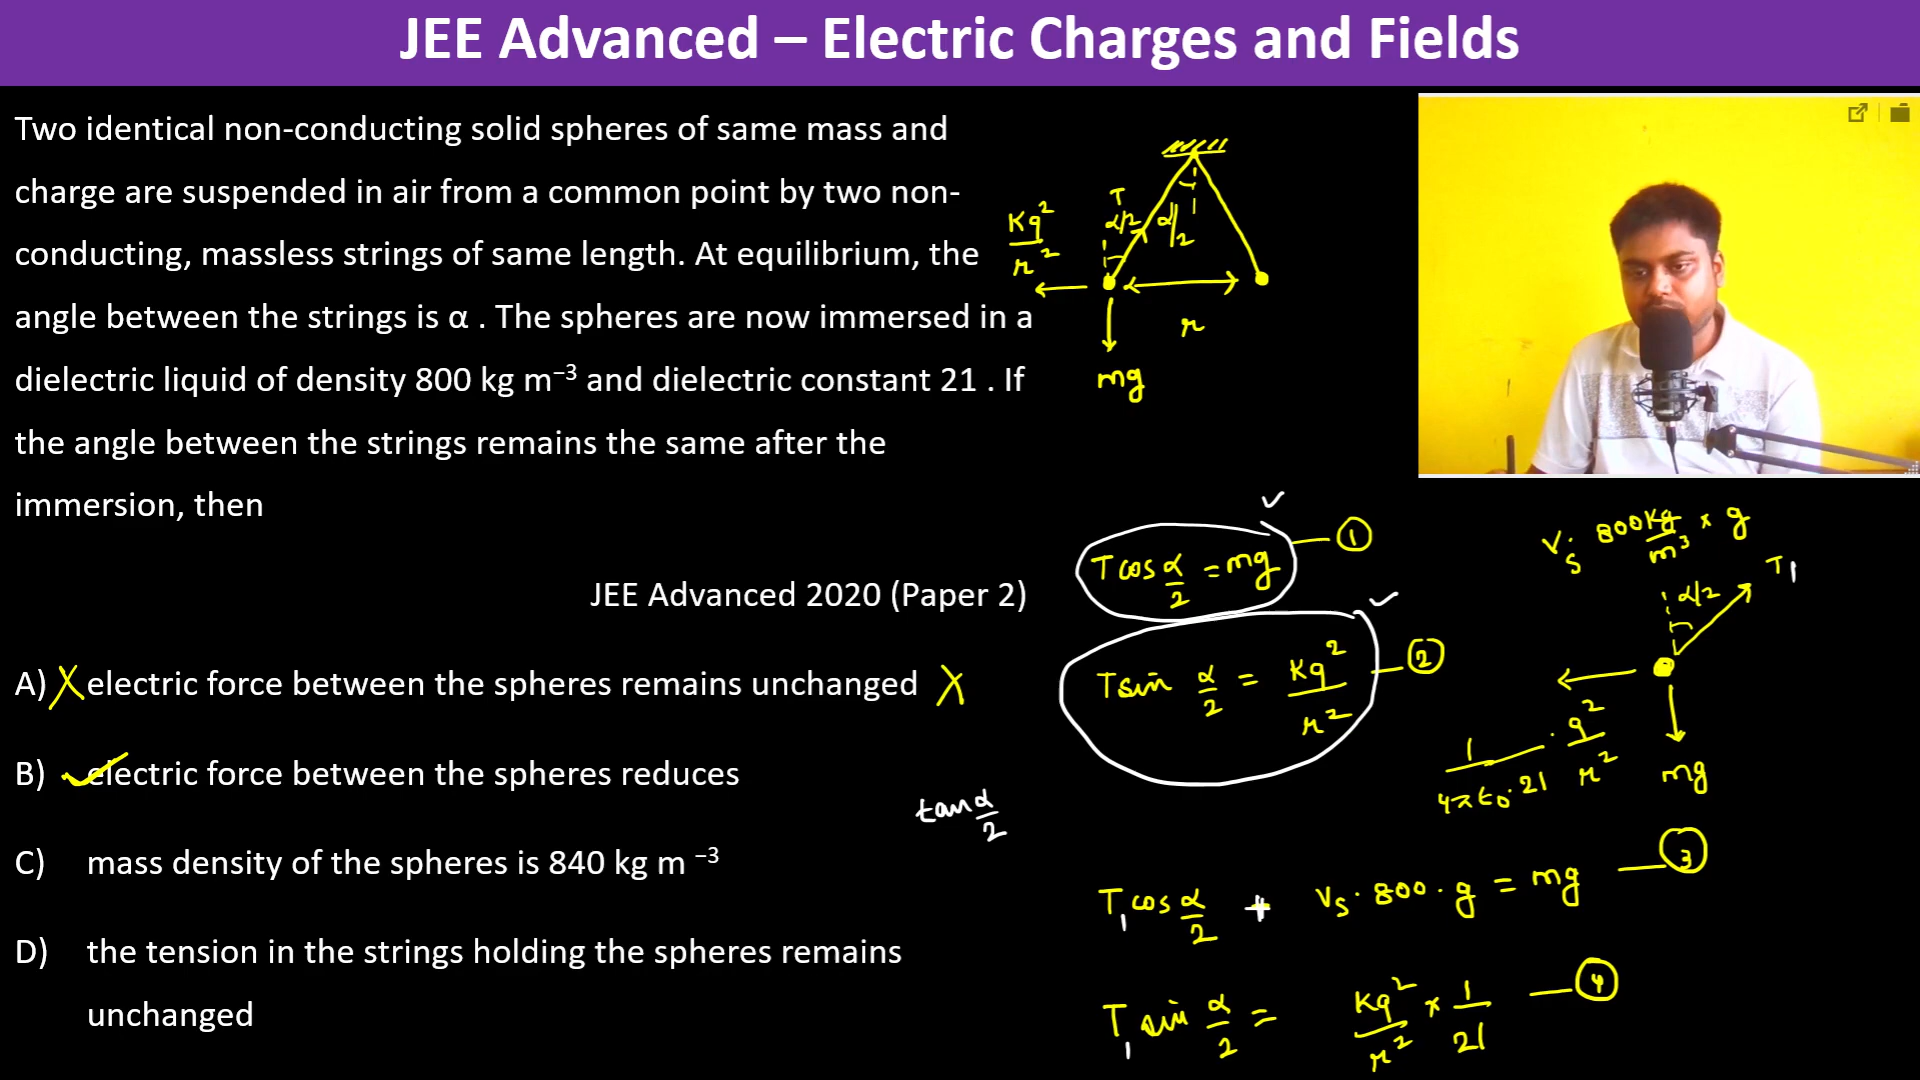 JEE Advanced – Electric Charges and Fields
Two identical non-conducting solid spheres of same mass and
charge are suspended in air from a common point by two non-
conducting, massless strings of same length. At equilibrium, the
angle between the strings is α . The spheres are now immersed in a
dielectric liquid of density 800 kg m⁻³ and dielectric constant 21 . If
the angle between the strings remains the same after the
immersion, then
JEE Advanced 2020 (Paper 2)
A) X electric force between the spheres remains unchanged X
B) ✓ electric force between the spheres reduces
C) mass density of the spheres is 840 kg m ⁻³
D) the tension in the strings holding the spheres remains
unchanged
T
α/2 α/2
Kq²/r²
r
mg
T cos α/2 = mg — ①
T sin α/2 = Kq²/r² — ②
tan α/2
Vs · 800 Kg/m³ × g
T₁
α/2
1/4πε₀·21 · q²/r²
mg
T₁ cos α/2 + Vs · 800 · g = mg — ③
T₁ sin α/2 = Kq²/r² × 1/21 — ④